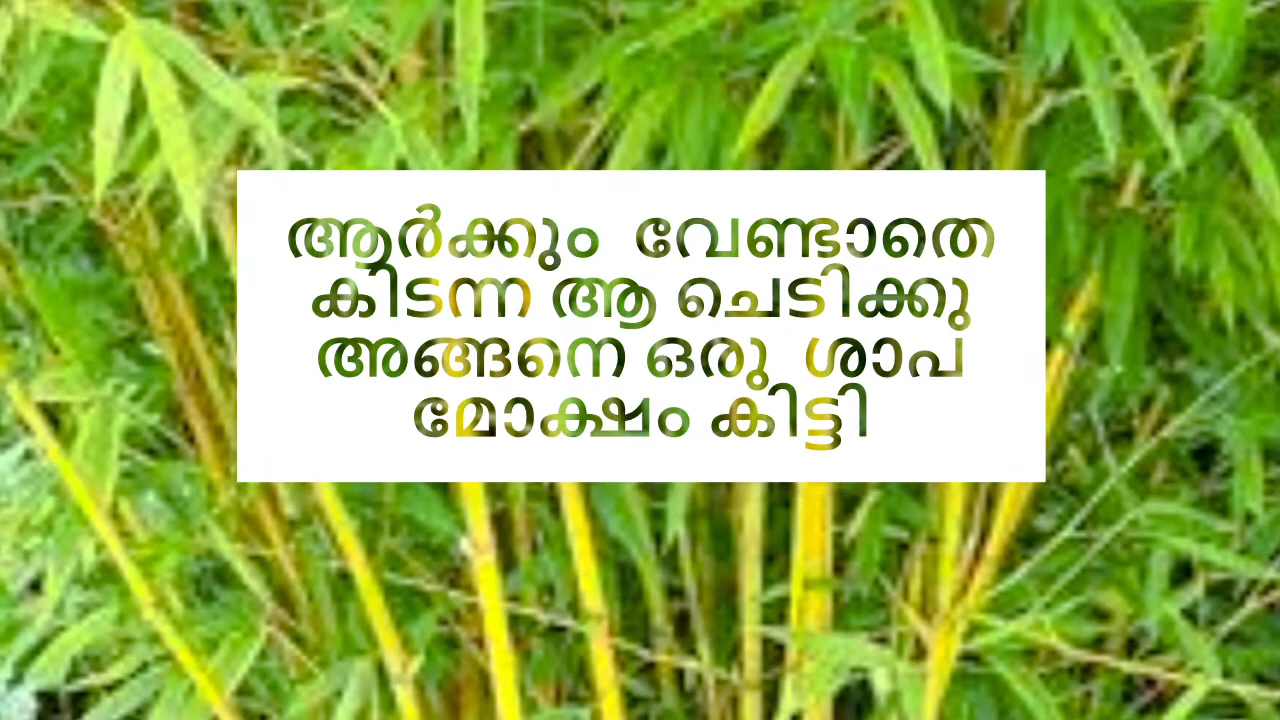 ആർക്കും വേണ്ടാതെ
കിടന്ന ആ ചെടിക്കു
അങ്ങനെ ഒരു ശാപ
മോക്ഷം കിട്ടി